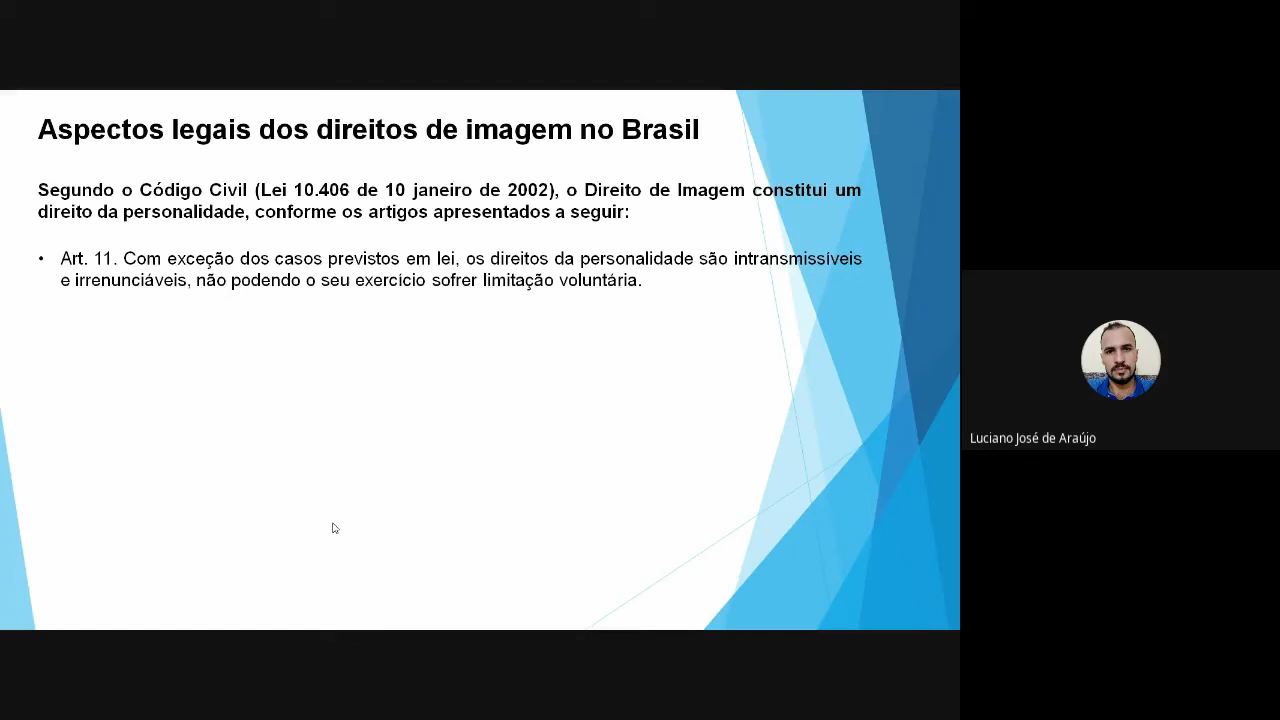 Aspectos legais dos direitos de imagem no Brasil
Segundo o Código Civil (Lei 10.406 de 10 janeiro de 2002), o Direito de Imagem constitui um
direito da personalidade, conforme os artigos apresentados a seguir:
• Art. 11. Com exceção dos casos previstos em lei, os direitos da personalidade são intransmissíveis
e irrenunciáveis, não podendo o seu exercício sofrer limitação voluntária.
Luciano José de Araújo